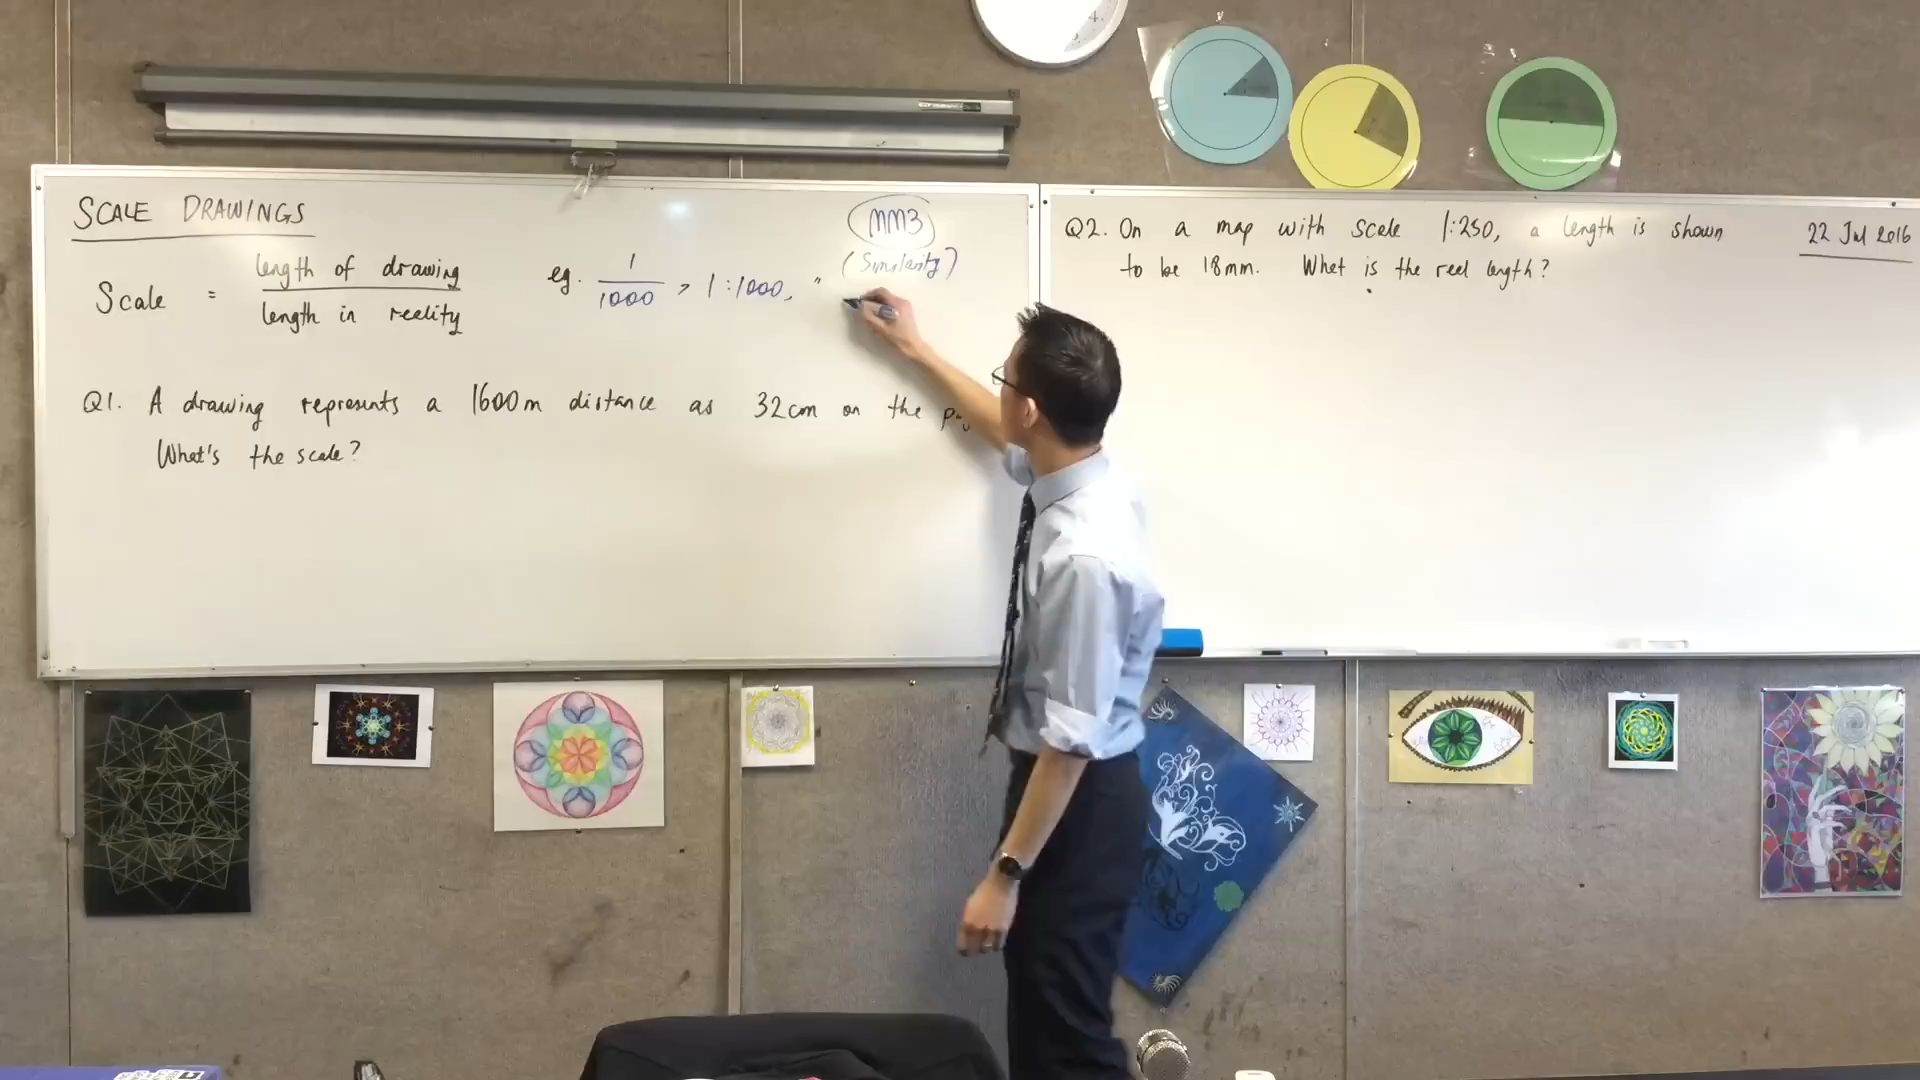 SCALE DRAWINGS
Scale = length of drawing / length in reality
eg. 1/1000, 1:1000, "
MM3
(Similarity)
Q1. A drawing represents a 1600m distance as 32cm on the
What's the scale?
Q2. On a map with scale 1:250, a length is shown
to be 18mm. What is the real length?
22 Jul 2016